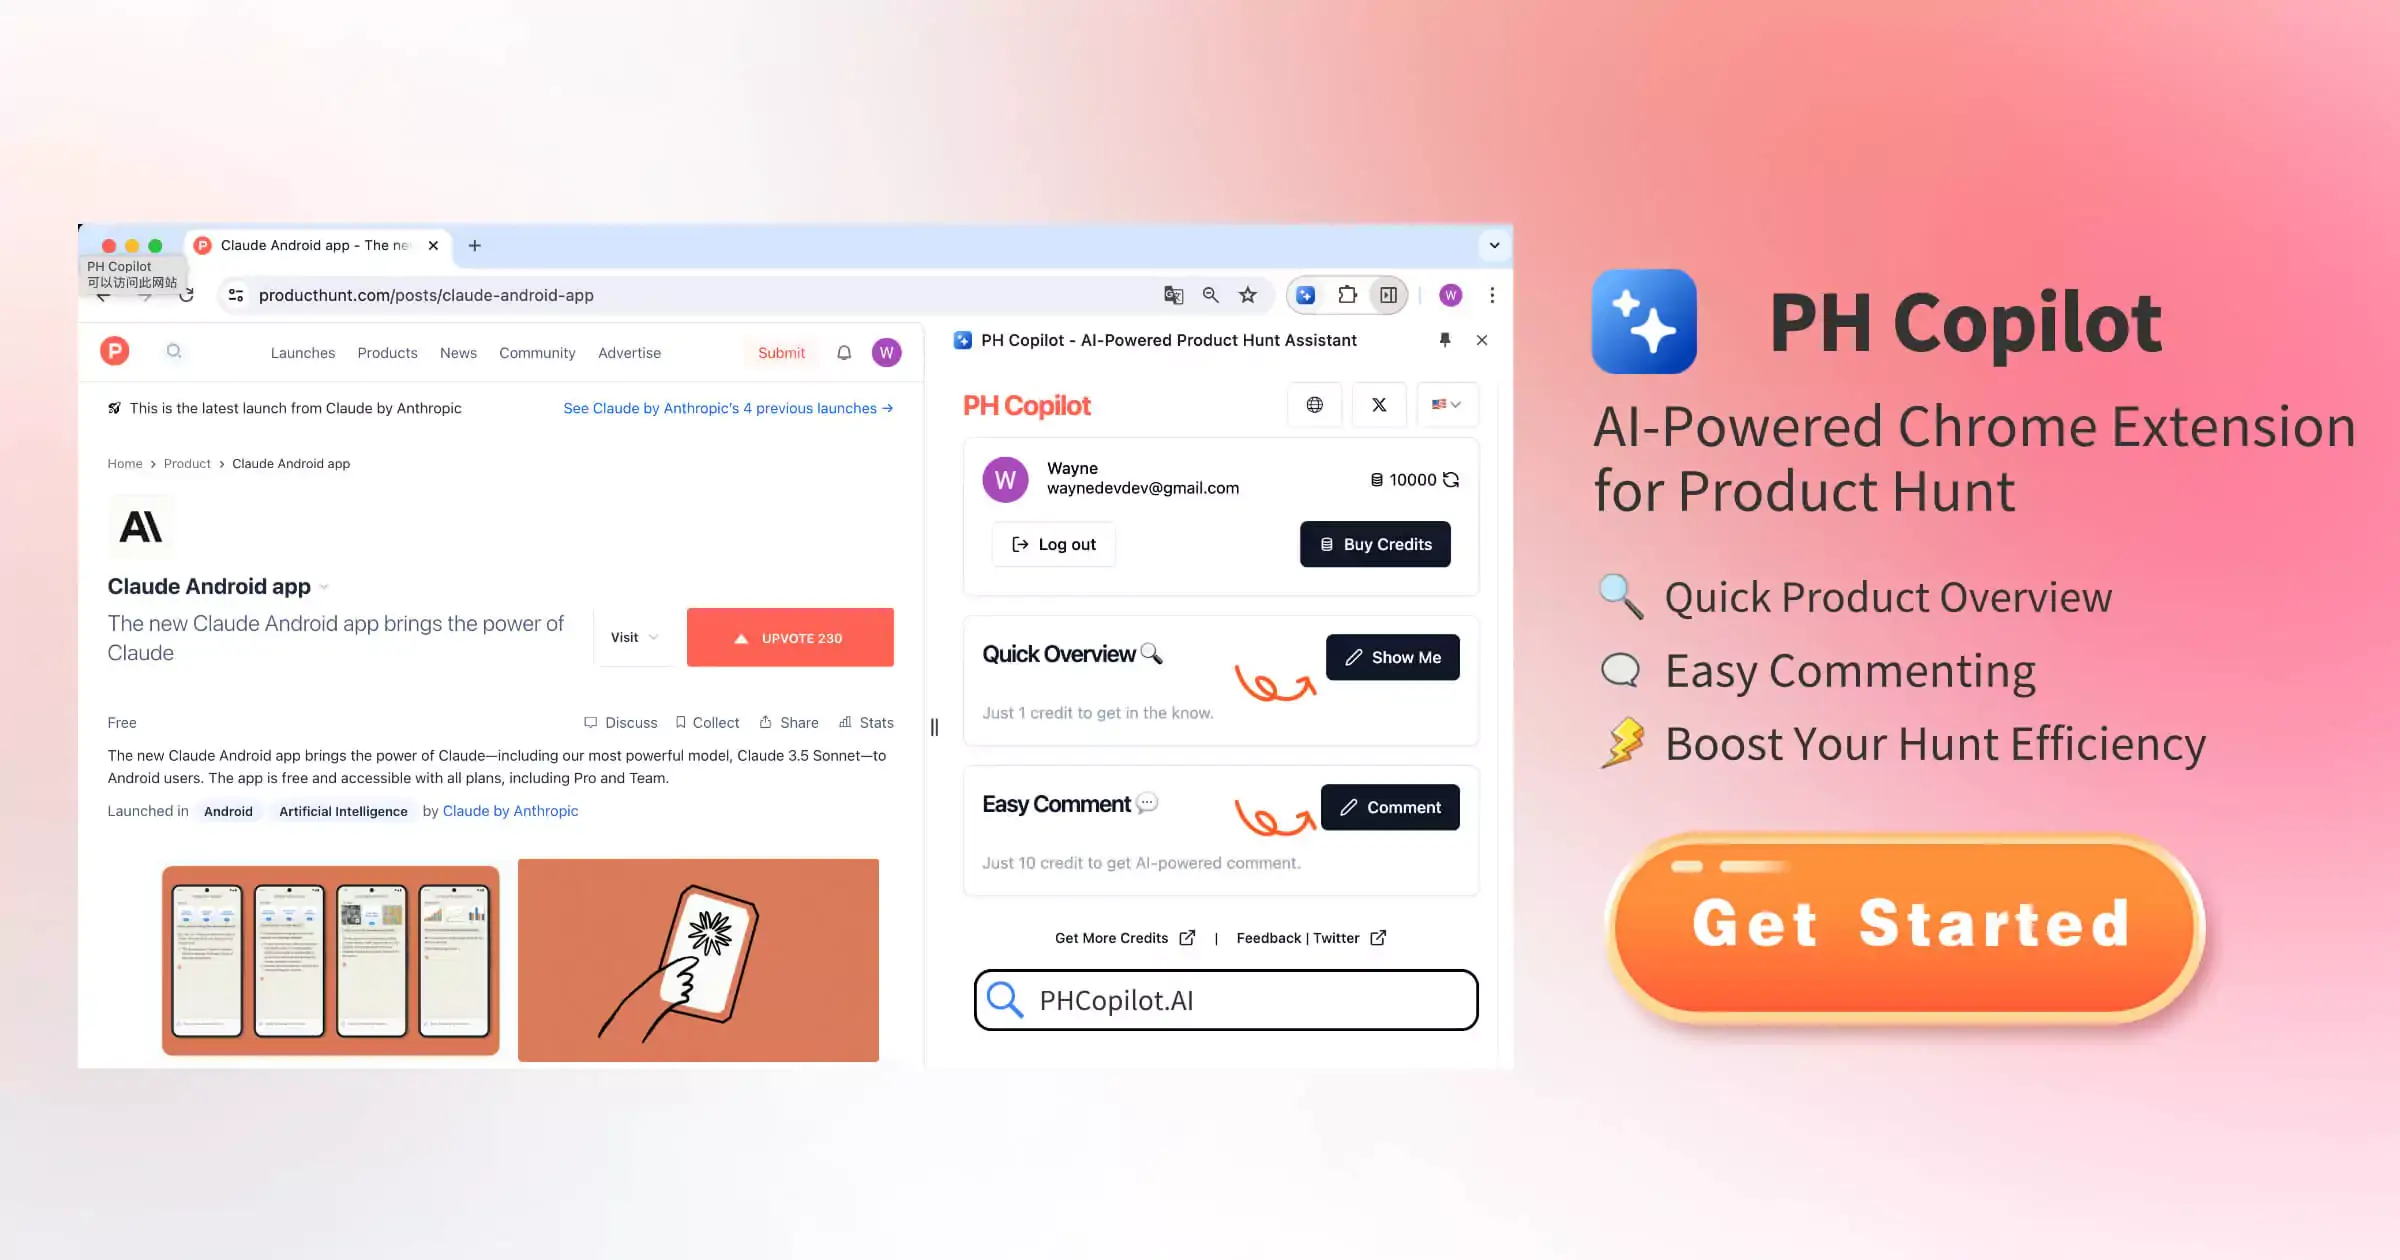 Claude Android app - The ne
PH Copilot
可以访问此网站
producthunt.com/posts/claude-android-app
W
P
Launches Products News Community Advertise Submit W
This is the latest launch from Claude by Anthropic
See Claude by Anthropic's 4 previous launches →
Home › Product › Claude Android app
A\
Claude Android app
The new Claude Android app brings the power of
Claude
Visit
UPVOTE 230
Free
Discuss Collect Share Stats
The new Claude Android app brings the power of Claude—including our most powerful model, Claude 3.5 Sonnet—to
Android users. The app is free and accessible with all plans, including Pro and Team.
Launched in Android Artificial Intelligence by Claude by Anthropic
PH Copilot - AI-Powered Product Hunt Assistant
PH Copilot
X
W
Wayne
waynedevdev@gmail.com
10000
Log out
Buy Credits
Quick Overview
Show Me
Just 1 credit to get in the know.
Easy Comment
Comment
Just 10 credit to get AI-powered comment.
Get More Credits | Feedback | Twitter
PHCopilot.AI
PH Copilot
AI-Powered Chrome Extension
for Product Hunt
Quick Product Overview
Easy Commenting
Boost Your Hunt Efficiency
Get Started